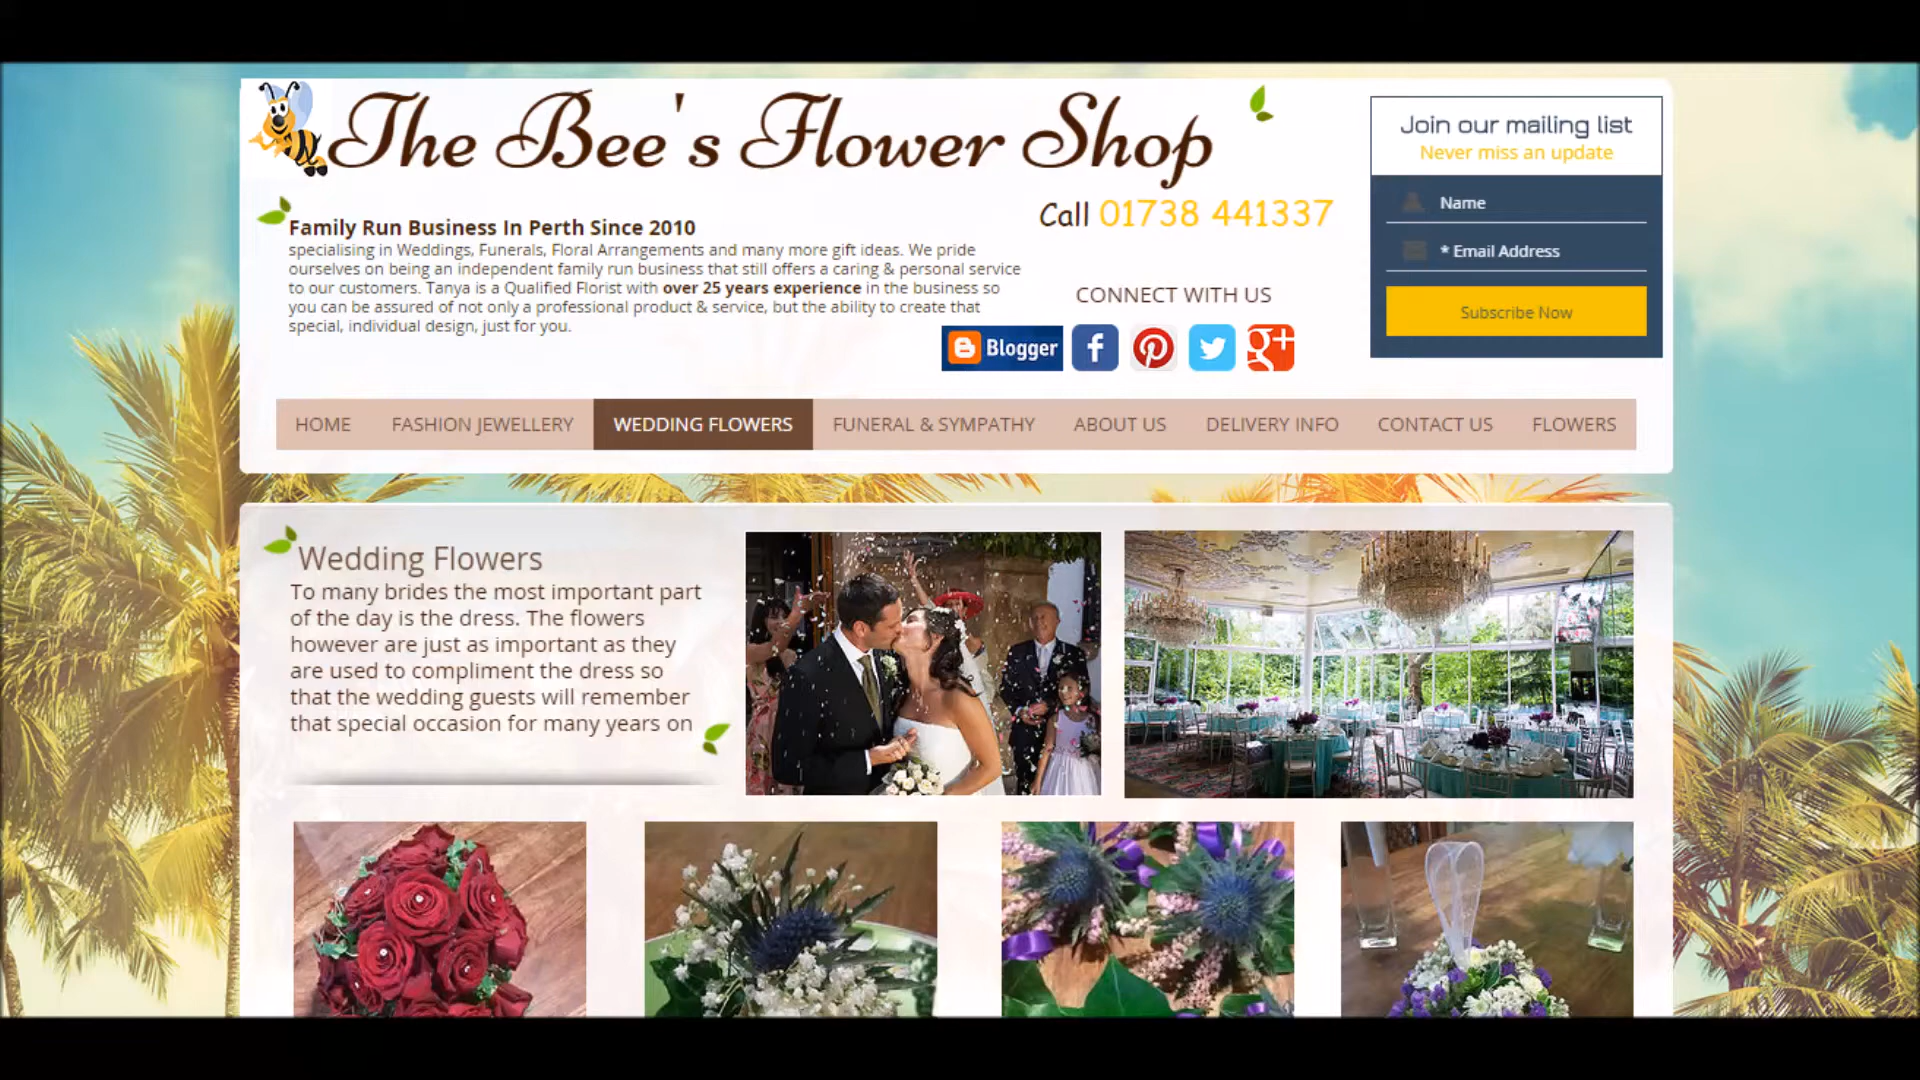 The Bee's Flower Shop
Join our mailing list
Never miss an update
Name
* Email Address
Subscribe Now
Call 01738 441337
Family Run Business In Perth Since 2010
specialising in Weddings, Funerals, Floral Arrangements and many more gift ideas. We pride
ourselves on being an independent family run business that still offers a caring & personal service
to our customers. Tanya is a Qualified Florist with over 25 years experience in the business so
you can be assured of not only a professional product & service, but the ability to create that
special, individual design, just for you.
CONNECT WITH US
Blogger
f
g+
HOME FASHION JEWELLERY WEDDING FLOWERS FUNERAL & SYMPATHY ABOUT US DELIVERY INFO CONTACT US FLOWERS
Wedding Flowers
To many brides the most important part
of the day is the dress. The flowers
however are just as important as they
are used to compliment the dress so
that the wedding guests will remember
that special occasion for many years on